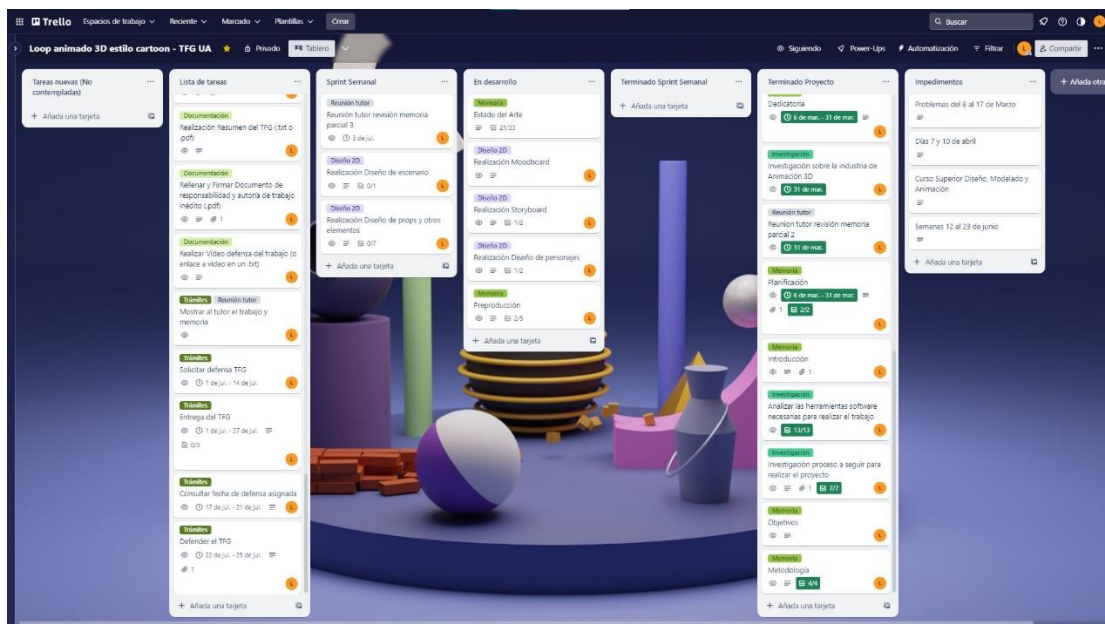 Trello Espacios de trabajo Reciente Marcado Plantillas Crear Buscar
Loop animado 3D estilo cartoon - TFG UA Privado Tablero Siguiendo Power-Ups Automatización Filtrar L Compartir
Tareas nuevas (No
contempladas)
+ Añada una tarjeta
Lista de tareas
Documentación
Realización Resumen del TFG (.txt o
.pdf)
L
Documentación
Rellenar y Firmar Documento de
responsabilidad y autoría de trabajo
inédito (.pdf)
1 L
Documentación
Realizar Vídeo defensa del trabajo (o
enlace a video en un .txt)
L
Trámites Reunión tutor
Mostrar al tutor el trabajo y
memoria
L
Trámites
Solicitar defensa TFG
1 de jul. - 14 de jul. L
Trámites
Entrega del TFG
1 de jul. - 27 de jul.
0/5
L
Trámites
Consultar fecha de defensa asignada
17 de jul. - 21 de jul. L
Trámites
Defender el TFG
22 de jul. - 25 de jul.
1
L
+ Añada una tarjeta
Sprint Semanal
Reunión tutor
Reunión tutor revisión memoria
parcial 3
3 de jul. L
Diseño 2D
Realización Diseño de escenario
0/1 L
Diseño 2D
Realización Diseño de props y otros
elementos
0/7 L
+ Añada una tarjeta
En desarrollo
Memoria
Estado del Arte
21/33
Diseño 2D
Realización Moodboard
L
Diseño 2D
Realización Storyboard
1/2 L
Diseño 2D
Realización Diseño de personajes
1/2 L
Memoria
Preproducción
2/5 L
+ Añada una tarjeta
Terminado Sprint Semanal
+ Añada una tarjeta
Terminado Proyecto
Dedicatoria
6 de mar. - 31 de mar. L
Investigación
Investigación sobre la industria de
Animación 3D
31 de mar. L
Reunión tutor
Reunion tutor revisión memoria
parcial 2
31 de mar. L
Memoria
Planificación
6 de mar. - 31 de mar.
1 2/2
L
Memoria
Introducción
1 L
Investigación
Analizar las herramientas software
necesarias para realizar el trabajo
13/13 L
Investigación
Investigación proceso a seguir para
realizar el proyecto
1 7/7 L
Memoria
Objetivos
L
Memoria
Metodología
4/4 L
+ Añada una tarjeta
Impedimentos
Problemas del 8 al 17 de Marzo
Días 7 y 10 de abril
Curso Superior Diseño, Modelado y
Animación
Semanas 12 al 23 de junio
+ Añada una tarjeta
+ Añada otra